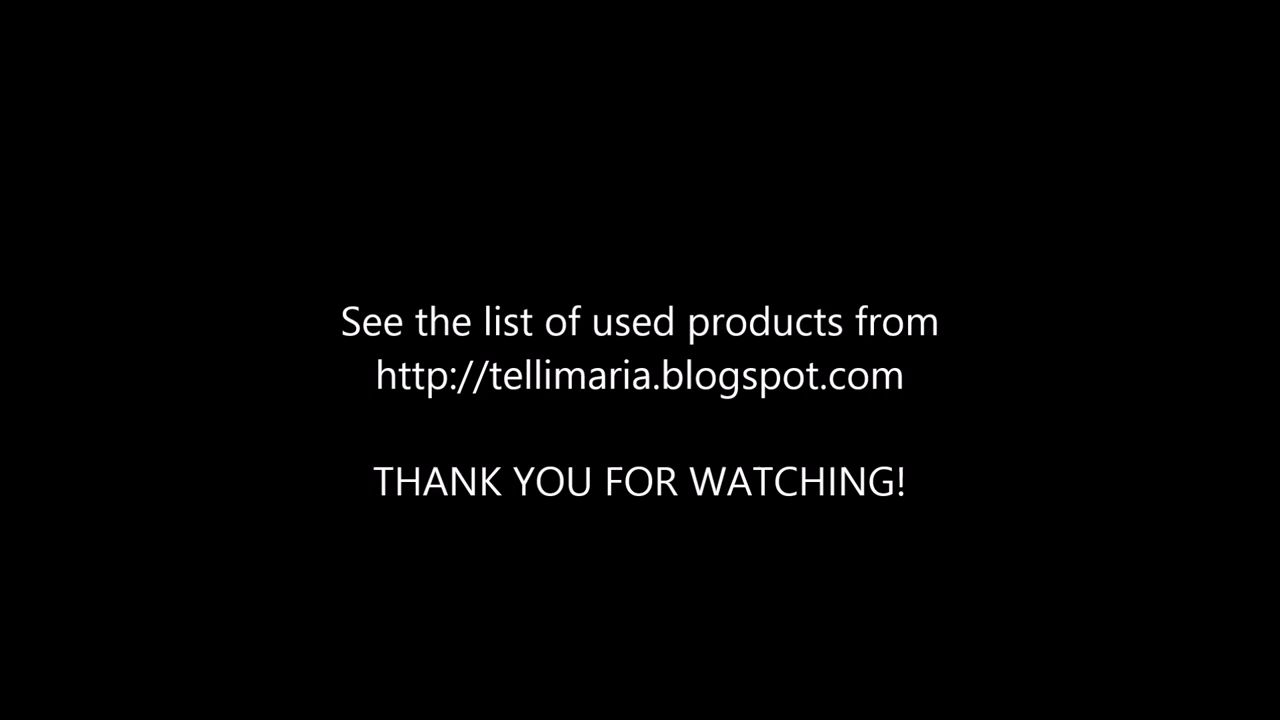 See the list of used products from
http://tellimaria.blogspot.com
THANK YOU FOR WATCHING!